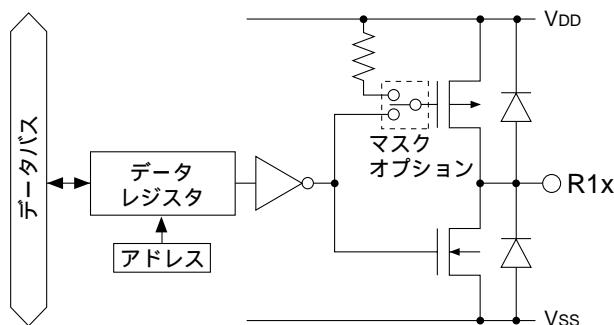 VDD
マスク
オプション
データバス
データ
レジスタ
R1x
アドレス
VSS